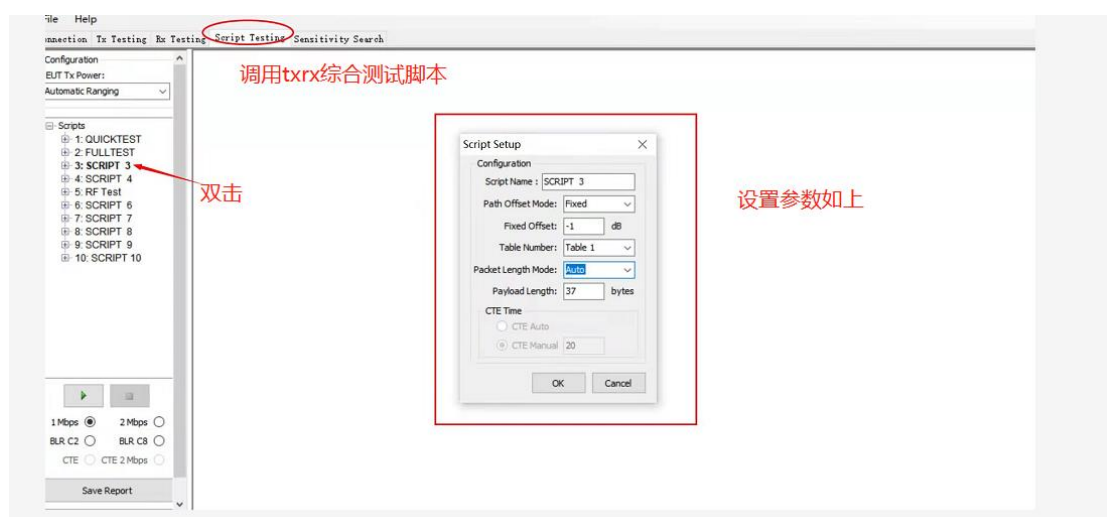 File Help
onnection Tx Testing Rx Testing Script Testing Sensitivity Search
Configuration
EUT Tx Power:
Automatic Ranging
调用txrx综合测试脚本
Scripts
1: QUICKTEST
2: FULLTEST
3: SCRIPT 3
4: SCRIPT 4
5: RF Test
6: SCRIPT 6
7: SCRIPT 7
8: SCRIPT 8
9: SCRIPT 9
10: SCRIPT 10
双击
Script Setup
Configuration
Script Name : SCRIPT 3
Path Offset Mode: Fixed
Fixed Offset: -1 dB
Table Number: Table 1
Packet Length Mode: Auto
Payload Length: 37 bytes
CTE Time
CTE Auto
CTE Manual 20
OK Cancel
设置参数如上
1 Mbps 2 Mbps
BLR C2 BLR C8
CTE CTE 2 Mbps
Save Report